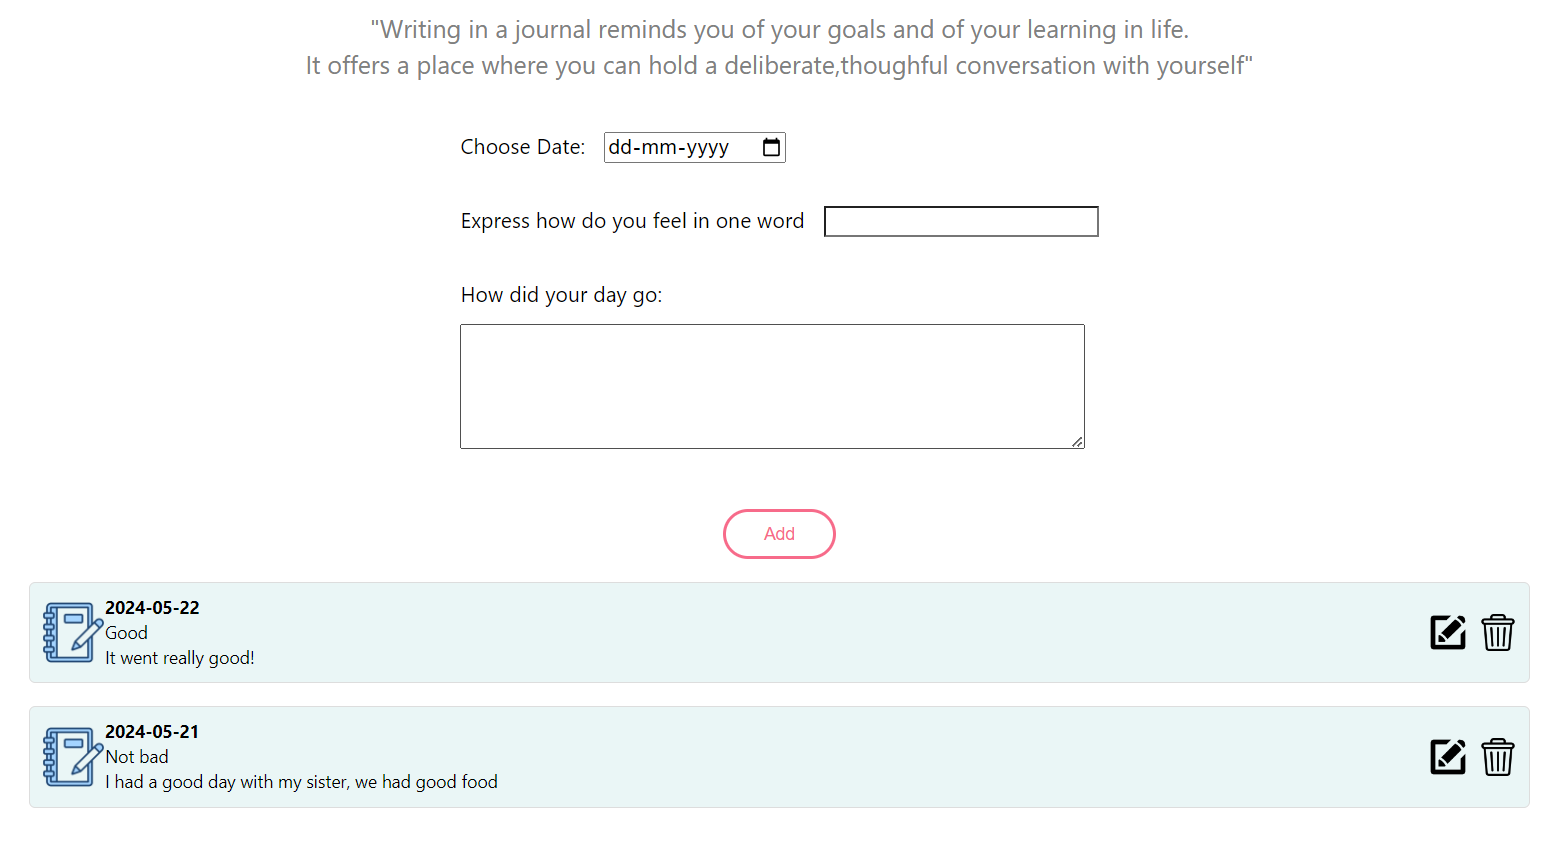 "Writing in a journal reminds you of your goals and of your learning in life.
It offers a place where you can hold a deliberate,thoughtful conversation with yourself"
Choose Date: dd-mm-yyyy
Express how do you feel in one word
How did your day go:
Add
2024-05-22
Good
It went really good!
2024-05-21
Not bad
I had a good day with my sister, we had good food